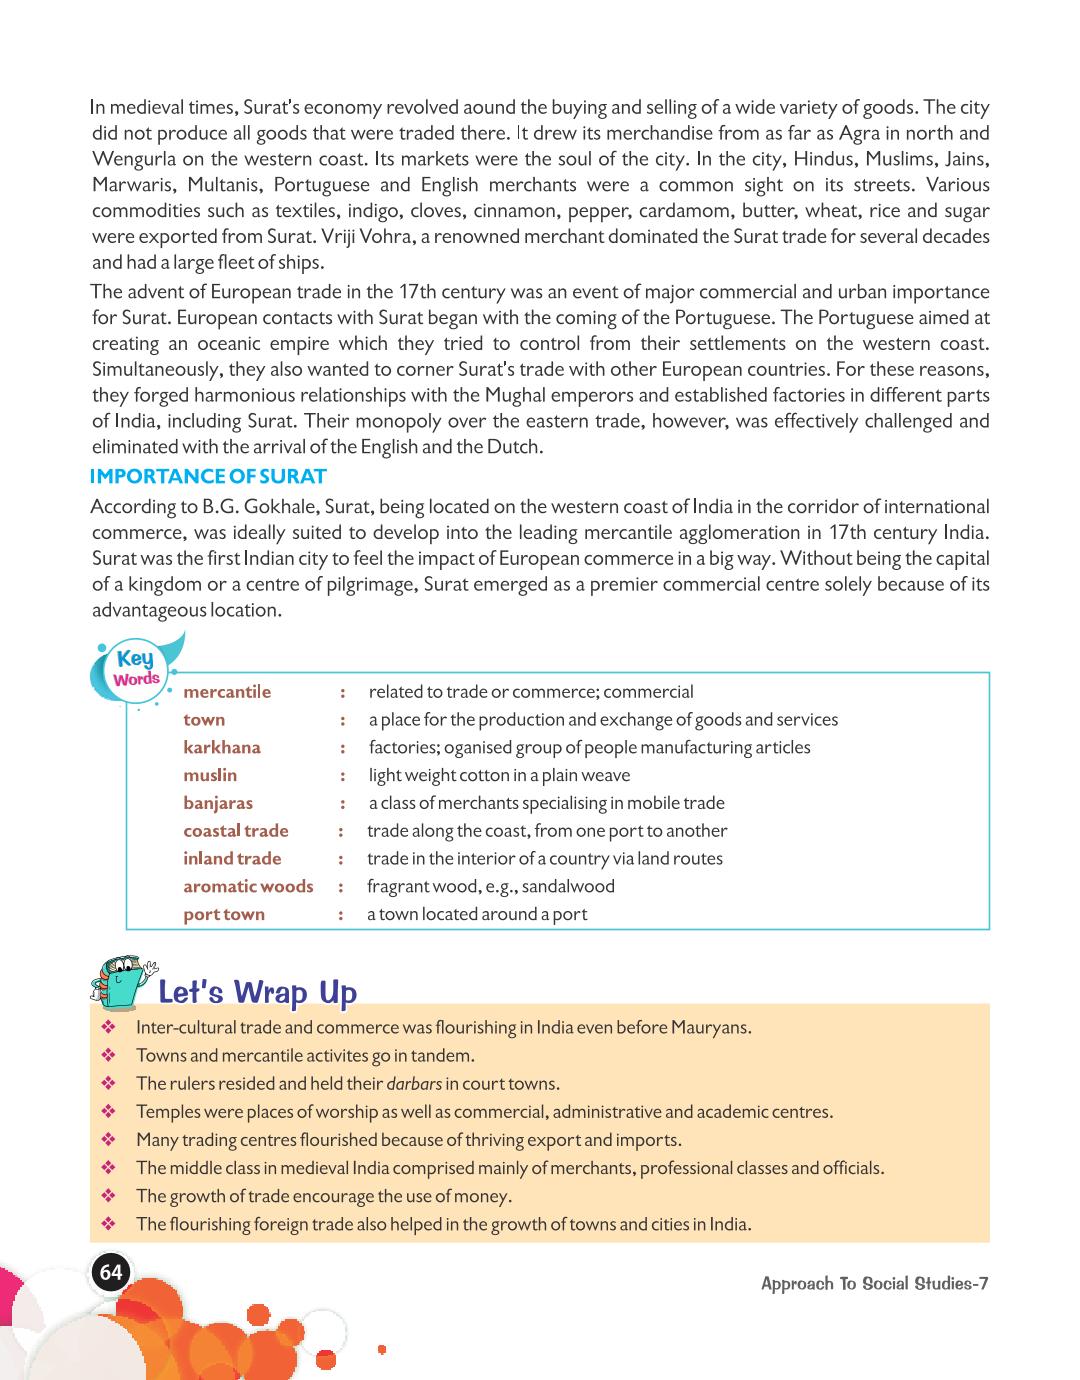 In medieval times, Surat's economy revolved aound the buying and selling of a wide variety of goods. The city
did not produce all goods that were traded there. It drew its merchandise from as far as Agra in north and
Wengurla on the western coast. Its markets were the soul of the city. In the city, Hindus, Muslims, Jains,
Marwaris, Multanis, Portuguese and English merchants were a common sight on its streets. Various
commodities such as textiles, indigo, cloves, cinnamon, pepper, cardamom, butter, wheat, rice and sugar
were exported from Surat. Vriji Vohra, a renowned merchant dominated the Surat trade for several decades
and had a large fleet of ships.
The advent of European trade in the 17th century was an event of major commercial and urban importance
for Surat. European contacts with Surat began with the coming of the Portuguese. The Portuguese aimed at
creating an oceanic empire which they tried to control from their settlements on the western coast.
Simultaneously, they also wanted to corner Surat's trade with other European countries. For these reasons,
they forged harmonious relationships with the Mughal emperors and established factories in different parts
of India, including Surat. Their monopoly over the eastern trade, however, was effectively challenged and
eliminated with the arrival of the English and the Dutch.
IMPORTANCE OF SURAT
According to B.G. Gokhale, Surat, being located on the western coast of India in the corridor of international
commerce, was ideally suited to develop into the leading mercantile agglomeration in 17th century India.
Surat was the first Indian city to feel the impact of European commerce in a big way. Without being the capital
of a kingdom or a centre of pilgrimage, Surat emerged as a premier commercial centre solely because of its
advantageous location.
Key
Words
mercantile : related to trade or commerce; commercial
town : a place for the production and exchange of goods and services
karkhana : factories; oganised group of people manufacturing articles
muslin : light weight cotton in a plain weave
banjaras : a class of merchants specialising in mobile trade
coastal trade : trade along the coast, from one port to another
inland trade : trade in the interior of a country via land routes
aromatic woods : fragrant wood, e.g., sandalwood
port town : a town located around a port
Let's Wrap Up
❖ Inter-cultural trade and commerce was flourishing in India even before Mauryans.
❖ Towns and mercantile activites go in tandem.
❖ The rulers resided and held their darbars in court towns.
❖ Temples were places of worship as well as commercial, administrative and academic centres.
❖ Many trading centres flourished because of thriving export and imports.
❖ The middle class in medieval India comprised mainly of merchants, professional classes and officials.
❖ The growth of trade encourage the use of money.
❖ The flourishing foreign trade also helped in the growth of towns and cities in India.
64
Approach To Social Studies-7